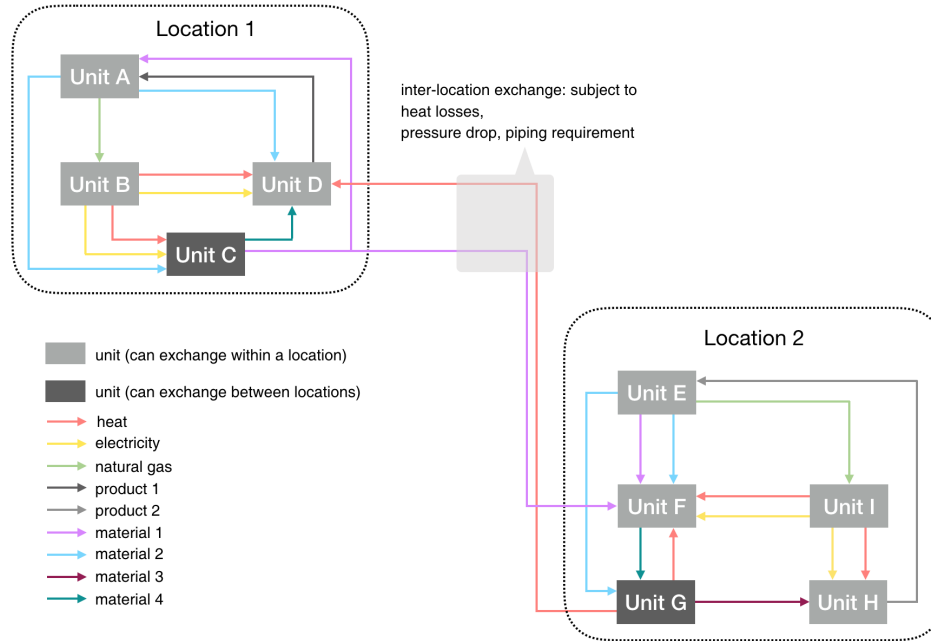 Location 1
Unit A
Unit B
Unit D
Unit C
inter-location exchange: subject to
heat losses,
pressure drop, piping requirement
Location 2
Unit E
Unit F
Unit I
Unit G
Unit H
unit (can exchange within a location)
unit (can exchange between locations)
heat
electricity
natural gas
product 1
product 2
material 1
material 2
material 3
material 4